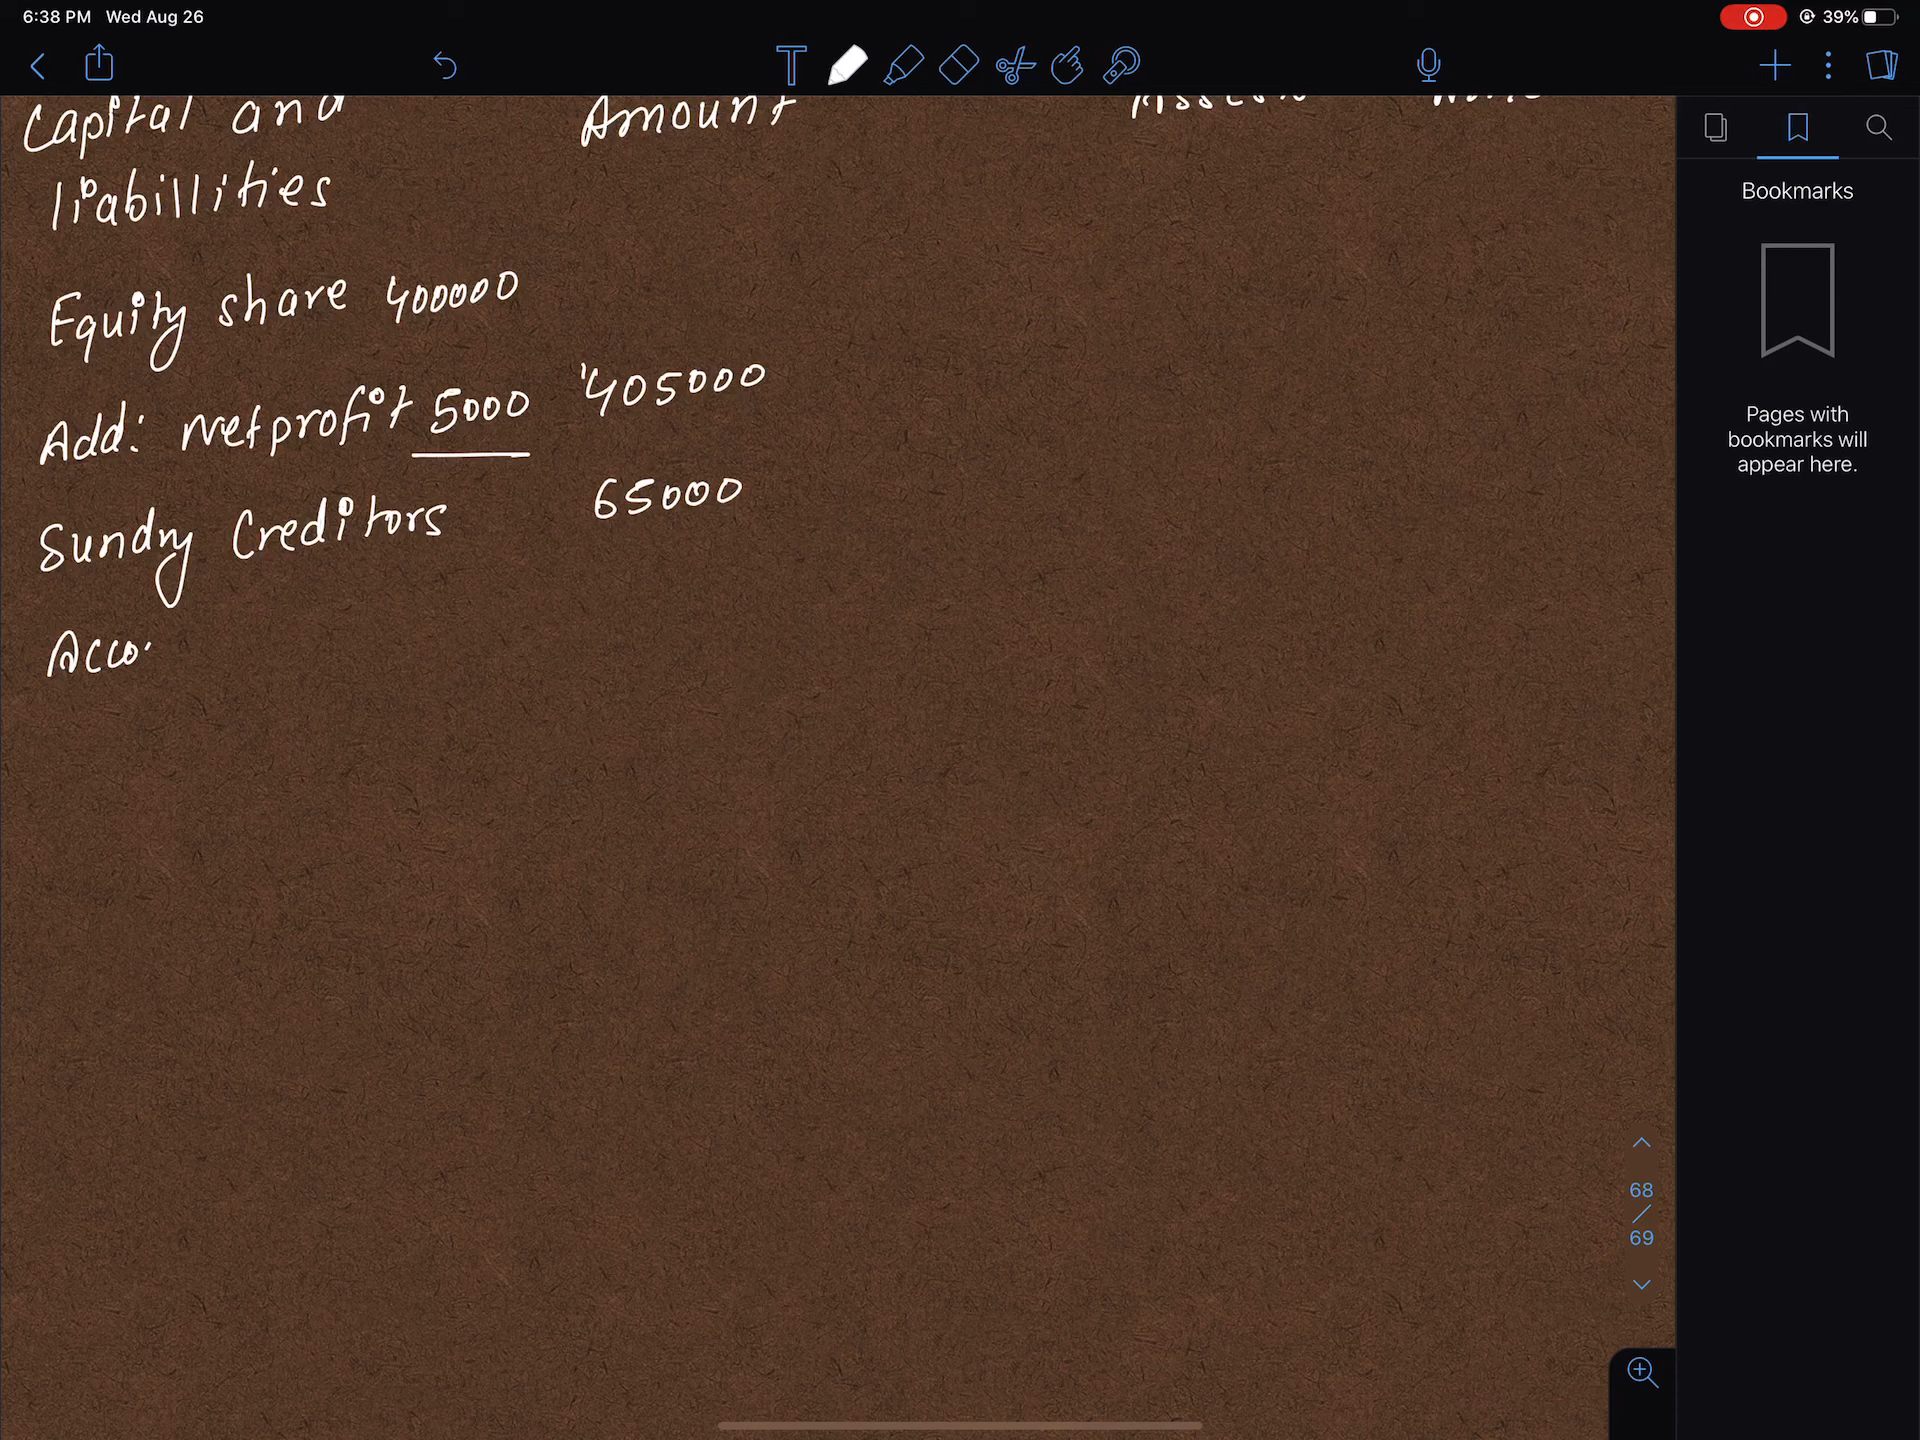 6:38 PM Wed Aug 26
39%
Bookmarks
Pages with
bookmarks will
appear here.
Capital and Amount
liabillities
Equity share 400000
Add: Netprofit 5000 405000
Sundry Creditors 65000
68
69